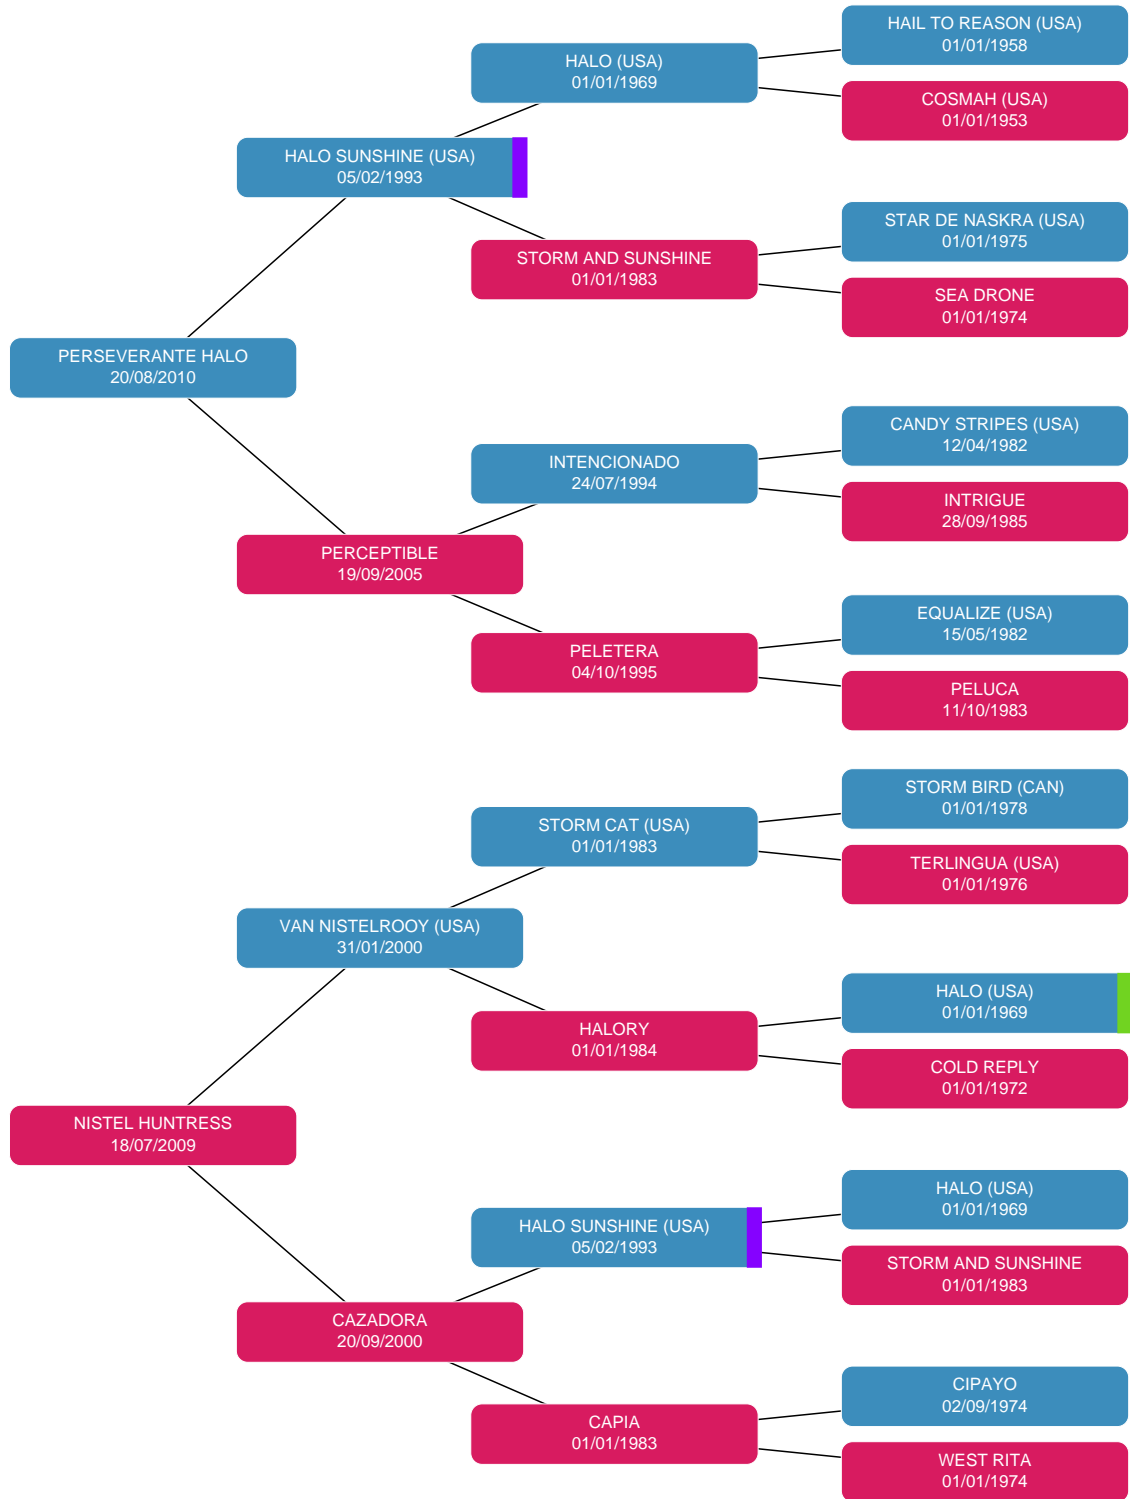 HAIL TO REASON (USA)
01/01/1958
HALO (USA)
01/01/1969
COSMAH (USA)
01/01/1953
HALO SUNSHINE (USA)
05/02/1993
STAR DE NASKRA (USA)
01/01/1975
STORM AND SUNSHINE
01/01/1983
SEA DRONE
01/01/1974
PERSEVERANTE HALO
20/08/2010
CANDY STRIPES (USA)
12/04/1982
INTENCIONADO
24/07/1994
INTRIGUE
28/09/1985
PERCEPTIBLE
19/09/2005
EQUALIZE (USA)
15/05/1982
PELETERA
04/10/1995
PELUCA
11/10/1983
STORM BIRD (CAN)
01/01/1978
STORM CAT (USA)
01/01/1983
TERLINGUA (USA)
01/01/1976
VAN NISTELROOY (USA)
31/01/2000
HALO (USA)
01/01/1969
HALORY
01/01/1984
COLD REPLY
01/01/1972
NISTEL HUNTRESS
18/07/2009
HALO (USA)
01/01/1969
HALO SUNSHINE (USA)
05/02/1993
STORM AND SUNSHINE
01/01/1983
CAZADORA
20/09/2000
CIPAYO
02/09/1974
CAPIA
01/01/1983
WEST RITA
01/01/1974